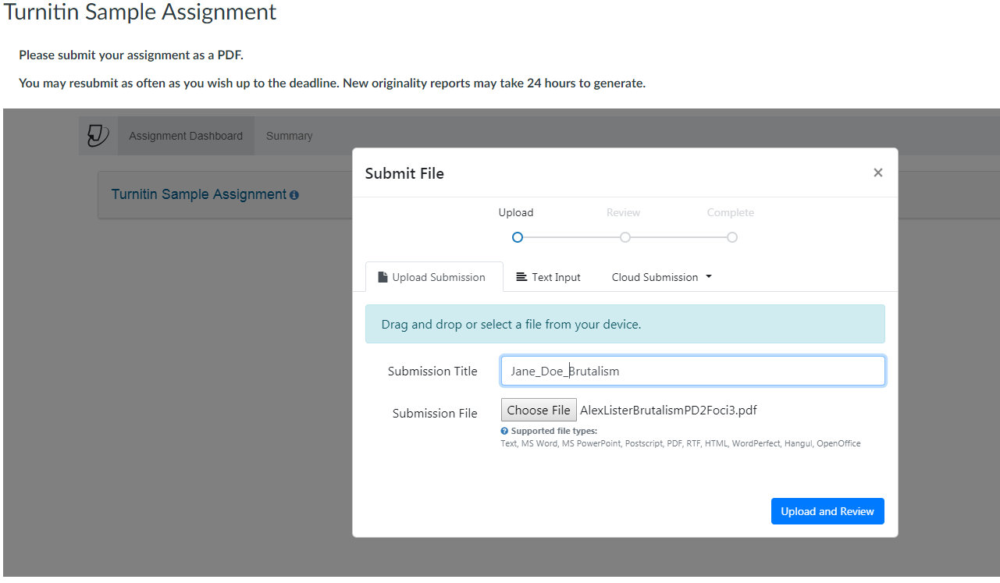 Turnitin Sample Assignment
Please submit your assignment as a PDF.
You may resubmit as often as you wish up to the deadline. New originality reports may take 24 hours to generate.
Assignment Dashboard Summary
Turnitin Sample Assignment
Submit File ×
Upload Review Complete
Upload Submission Text Input Cloud Submission
Drag and drop or select a file from your device.
Submission Title Jane_Doe_Brutalism
Submission File Choose File AlexListerBrutalismPD2Foci3.pdf
Supported file types:
Text, MS Word, MS PowerPoint, Postscript, PDF, RTF, HTML, WordPerfect, Hangul, OpenOffice
Upload and Review